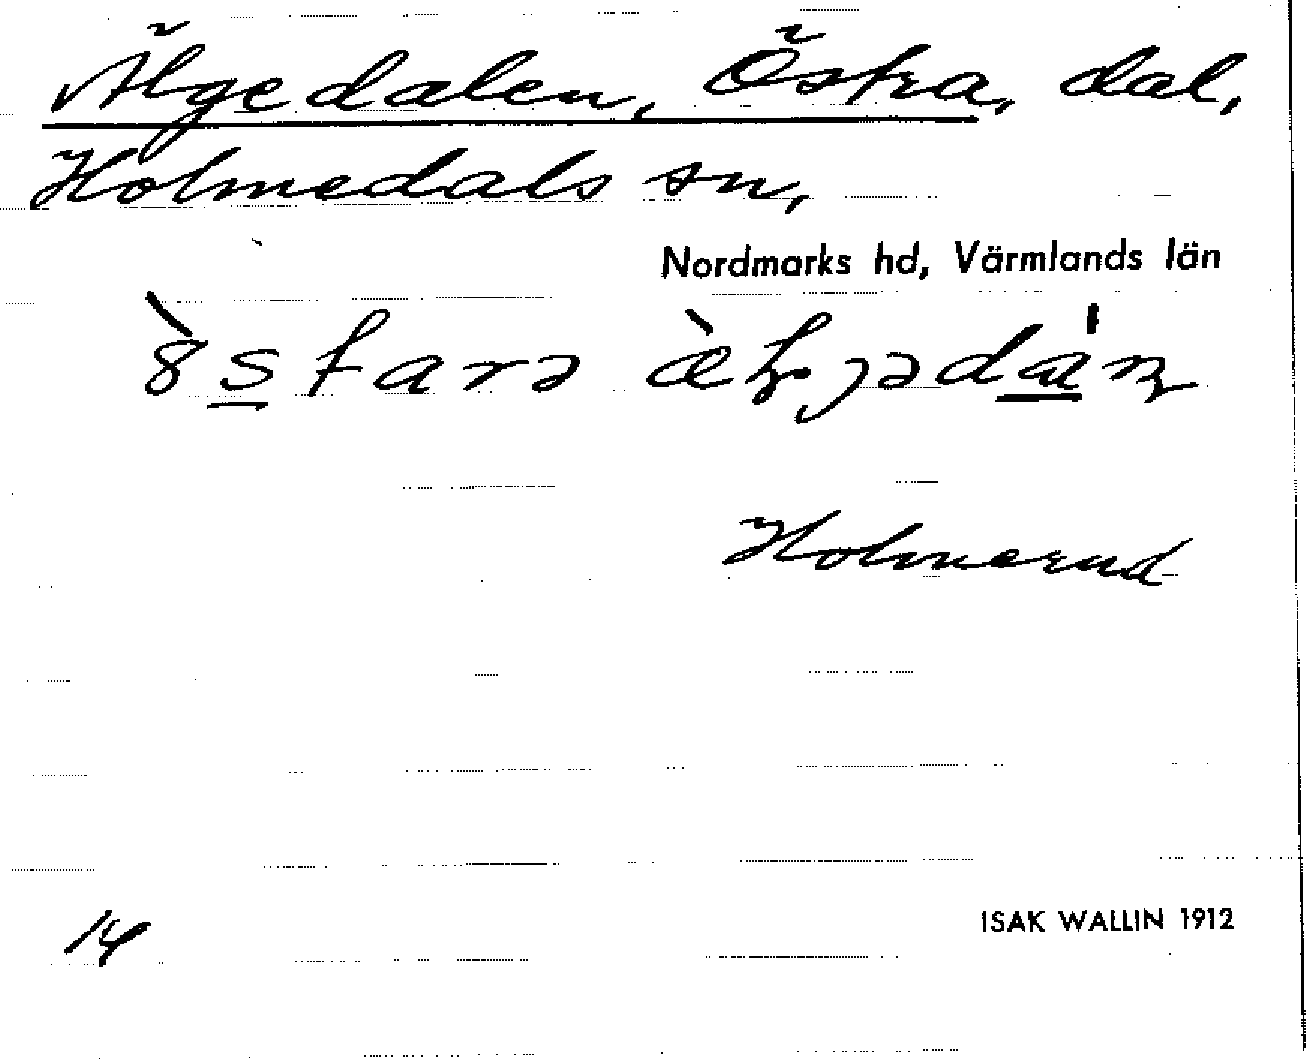 Älgedalen, Östra, dal,
Holmedals sn,
Nordmarks hd, Värmlands län
Holmerud
14
ISAK WALLIN 1912